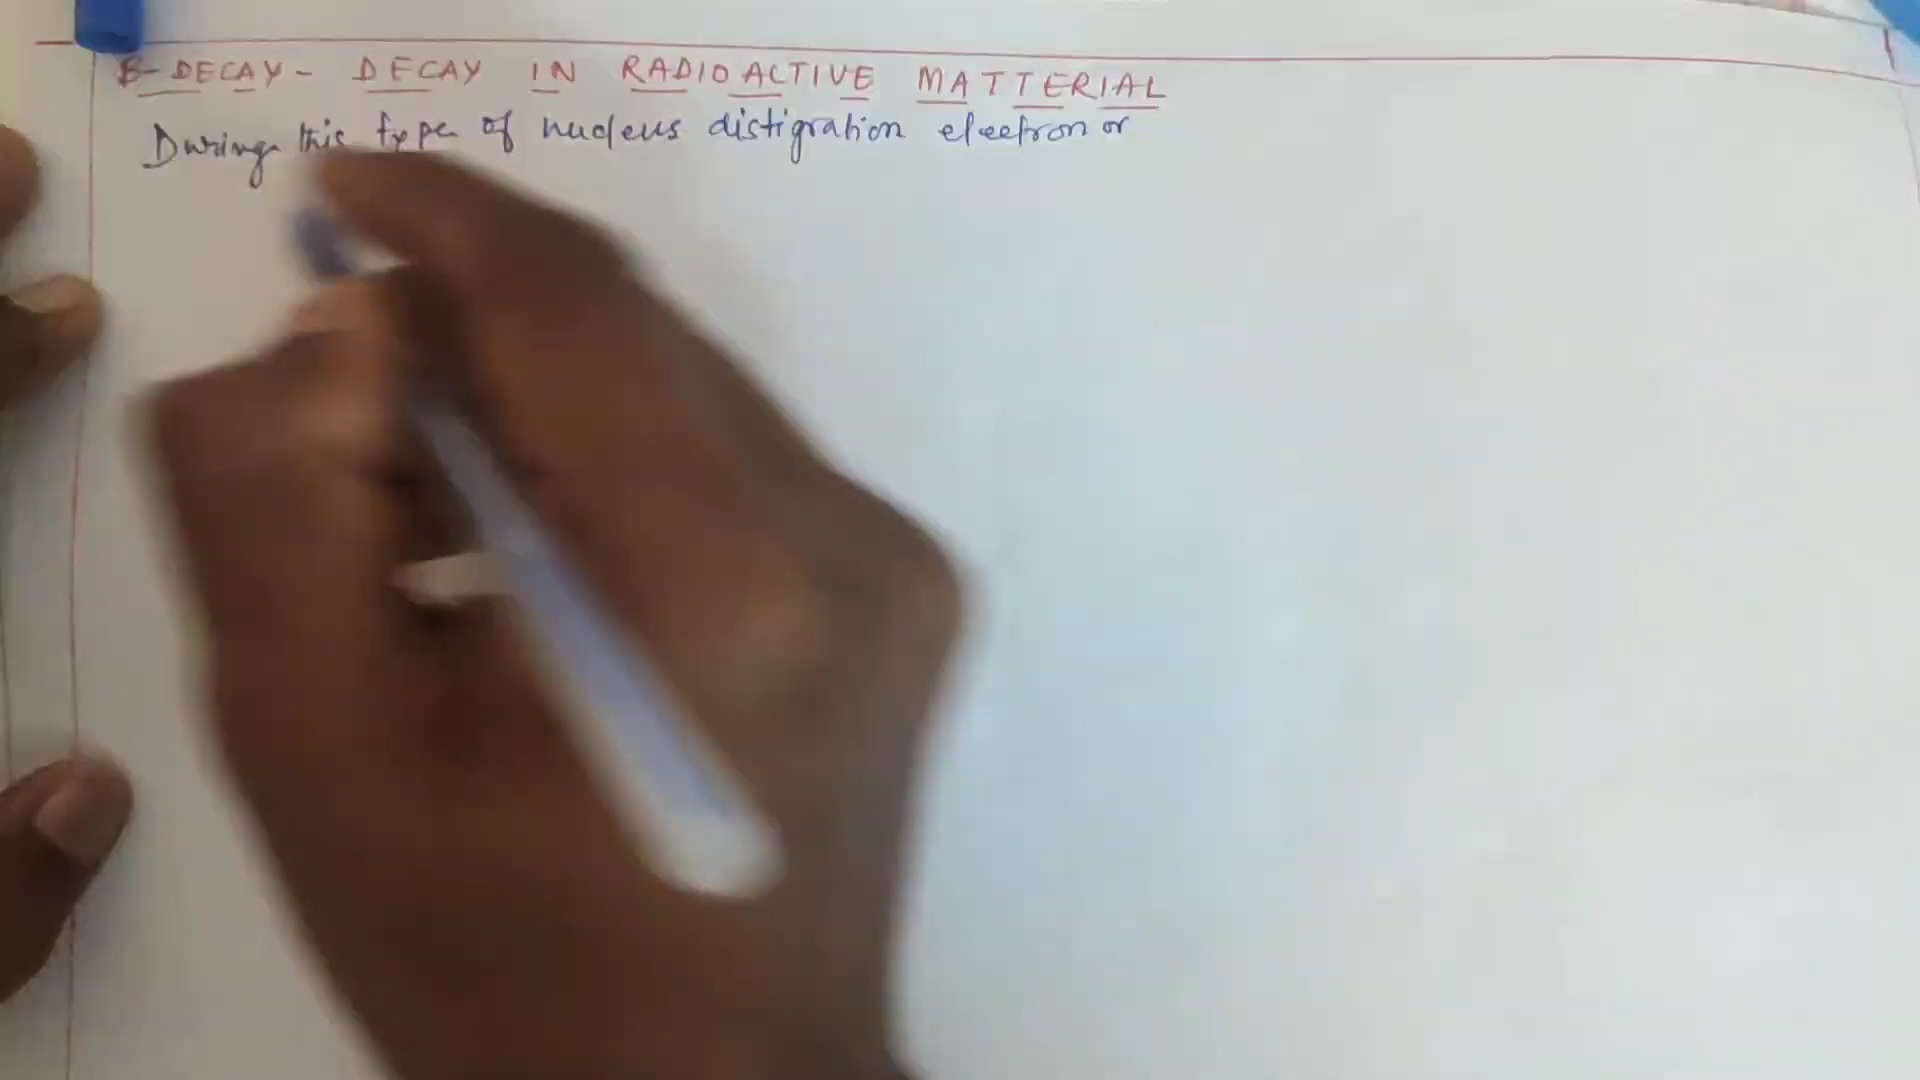 β-DECAY- DECAY IN RADIOACTIVE MATTERIAL
During this type of nucleus distigration electron or